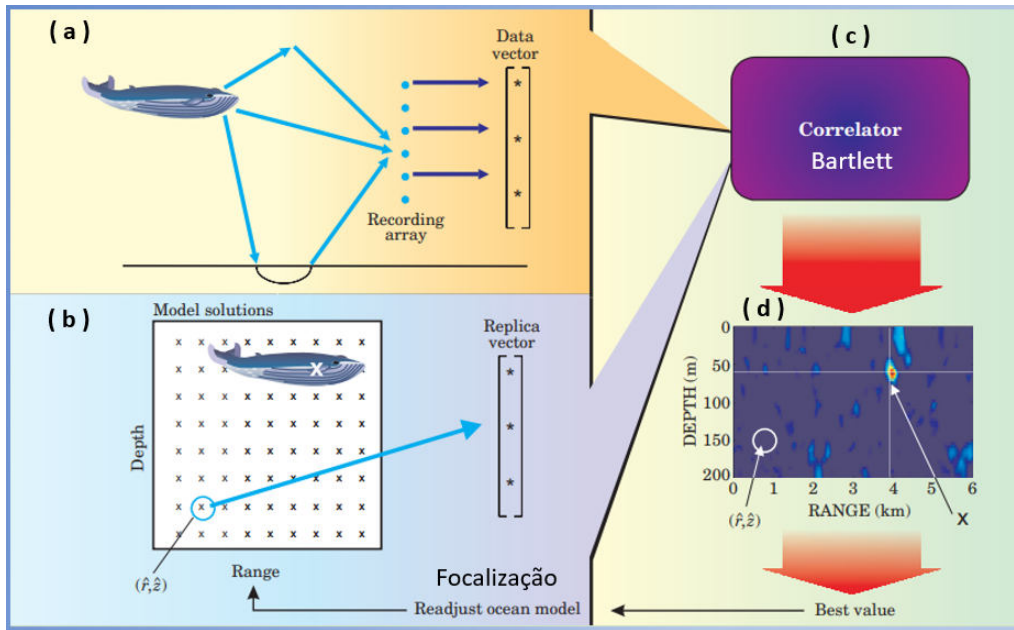 ( a )
Data
vector
*
*
*
Recording
array
( b )
Model solutions
x x x x x x x x x
x x x
X
x x x x x x x x x
x x x x x x x x x
x x x x x x x x x
x x x x x x x x x
x x x x x x x x x
x x x x x x x x x
Depth
(r̂,ẑ)
Range
Replica
vector
*
*
*
Focalização
Readjust ocean model
( c )
Correlator
Bartlett
( d )
DEPTH (m)
0
50
100
150
200
0 1 2 3 4 5 6
RANGE (km)
(r̂,ẑ)
X
Best value